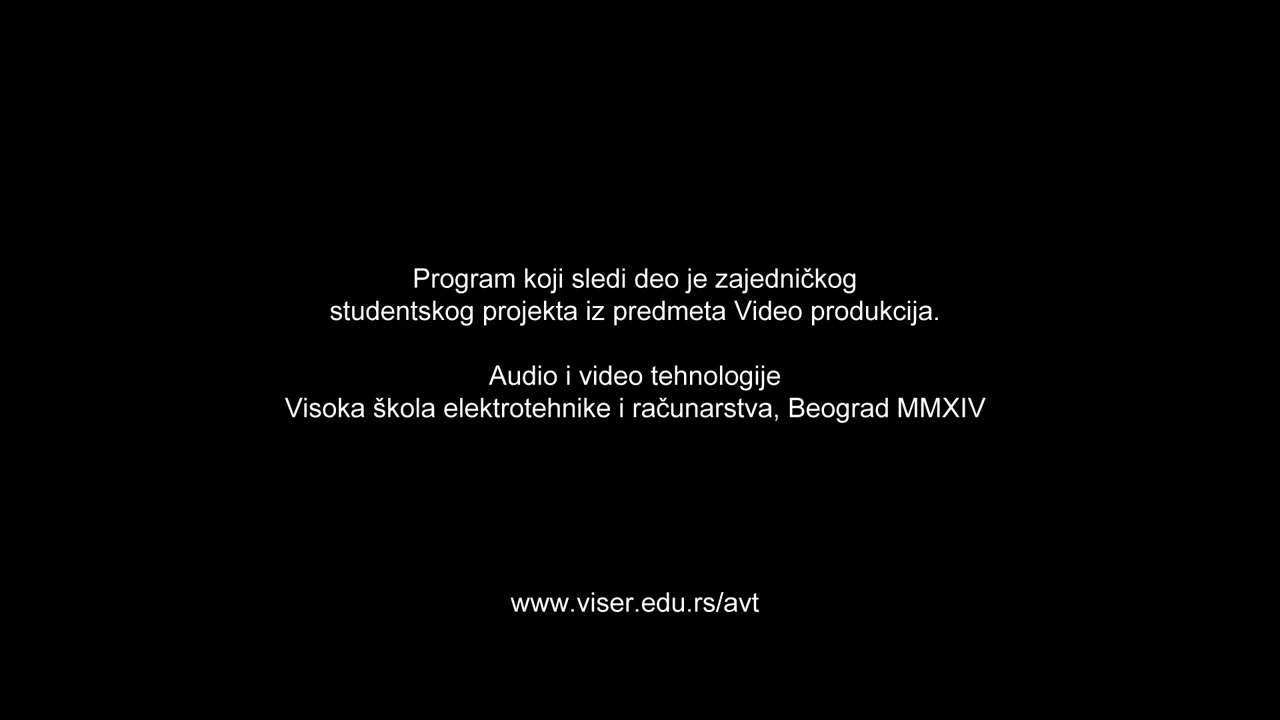 Program koji sledi deo je zajedničkog
studentskog projekta iz predmeta Video produkcija.
Audio i video tehnologije
Visoka škola elektrotehnike i računarstva, Beograd MMXIV
www.viser.edu.rs/avt